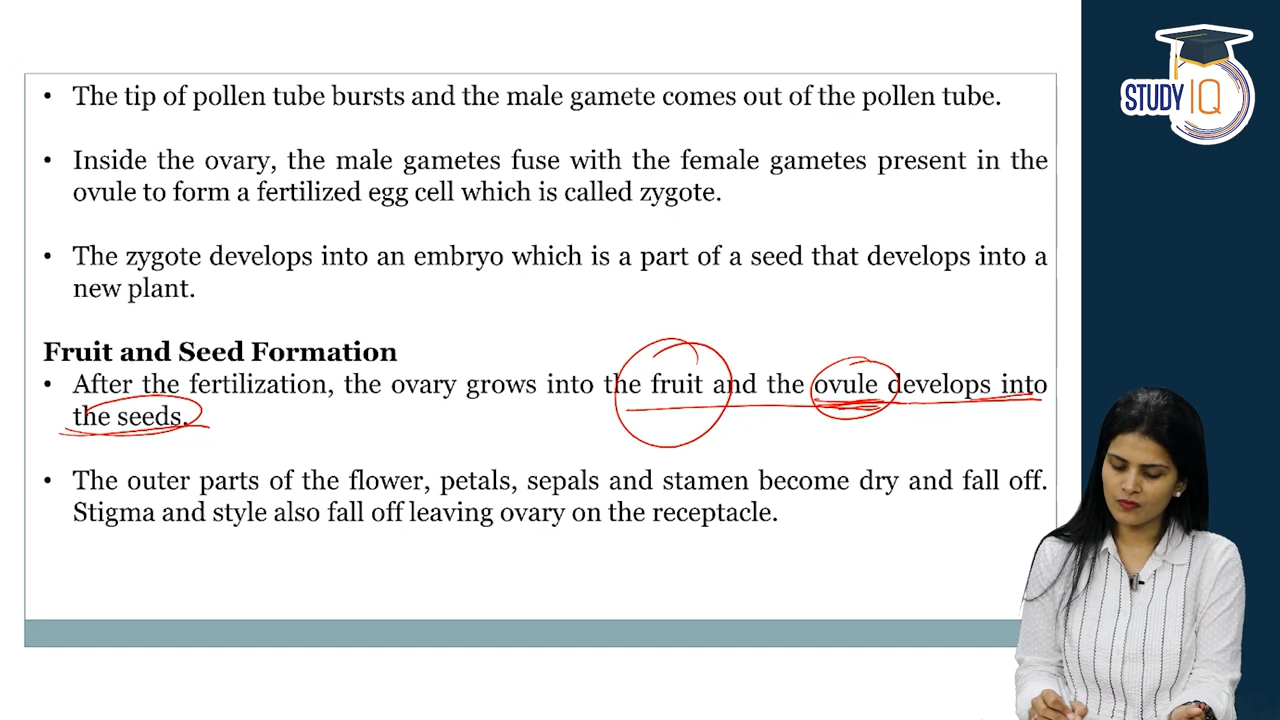 • The tip of pollen tube bursts and the male gamete comes out of the pollen tube.
• Inside the ovary, the male gametes fuse with the female gametes present in the
ovule to form a fertilized egg cell which is called zygote.
• The zygote develops into an embryo which is a part of a seed that develops into a
new plant.
Fruit and Seed Formation
• After the fertilization, the ovary grows into the fruit and the ovule develops into
the seeds.
• The outer parts of the flower, petals, sepals and stamen become dry and fall off.
Stigma and style also fall off leaving ovary on the receptacle.
STUDY IQ